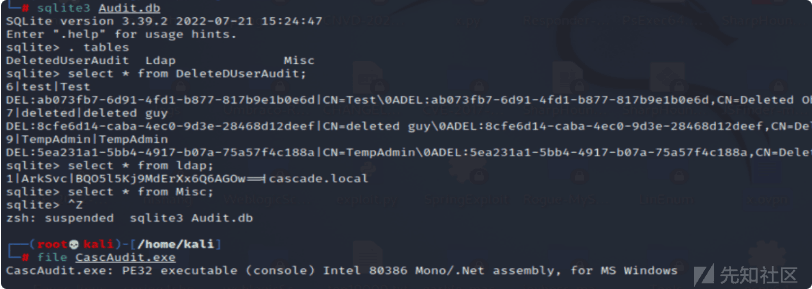 # sqlite3 Audit.db
SQLite version 3.39.2 2022-07-21 15:24:47
Enter ".help" for usage hints.
sqlite> . tables
DeletedUserAudit Ldap Misc
sqlite> select * from DeleteDUserAudit;
6|test|Test
DEL:ab073fb7-6d91-4fd1-b877-817b9e1b0e6d|CN=Test\0ADEL:ab073fb7-6d91-4fd1-b877-817b9e1b0e6d,CN=Deleted Ob
7|deleted|deleted guy
DEL:8cfe6d14-caba-4ec0-9d3e-28468d12deef|CN=deleted guy\0ADEL:8cfe6d14-caba-4ec0-9d3e-28468d12deef,CN=De
9|TempAdmin|TempAdmin
DEL:5ea231a1-5bb4-4917-b07a-75a57f4c188a|CN=TempAdmin\0ADEL:5ea231a1-5bb4-4917-b07a-75a57f4c188a,CN=Delet
sqlite> select * from ldap;
1|ArkSvc|BQO5l5Kj9MdErXx6Q6AGOw==|cascade.local
sqlite> select * from Misc;
sqlite> ^Z
zsh: suspended sqlite3 Audit.db
(root💀kali)-[/home/kali]
# file CascAudit.exe
CascAudit.exe: PE32 executable (console) Intel 80386 Mono/.Net assembly, for MS Windows
先知社区